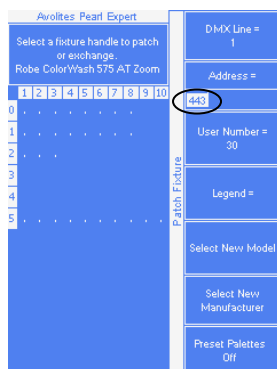 Avolites Pearl Expert
Select a fixture handle to patch
or exchange.
Robe ColorWash 575 AT Zoom
1 2 3 4 5 6 7 8 9 10
0
1
2
3
4
5
Patch Fixture
DMX Line =
1
Address =
443
User Number =
30
Legend =
Select New Model
Select New
Manufacturer
Preset Palettes
Off